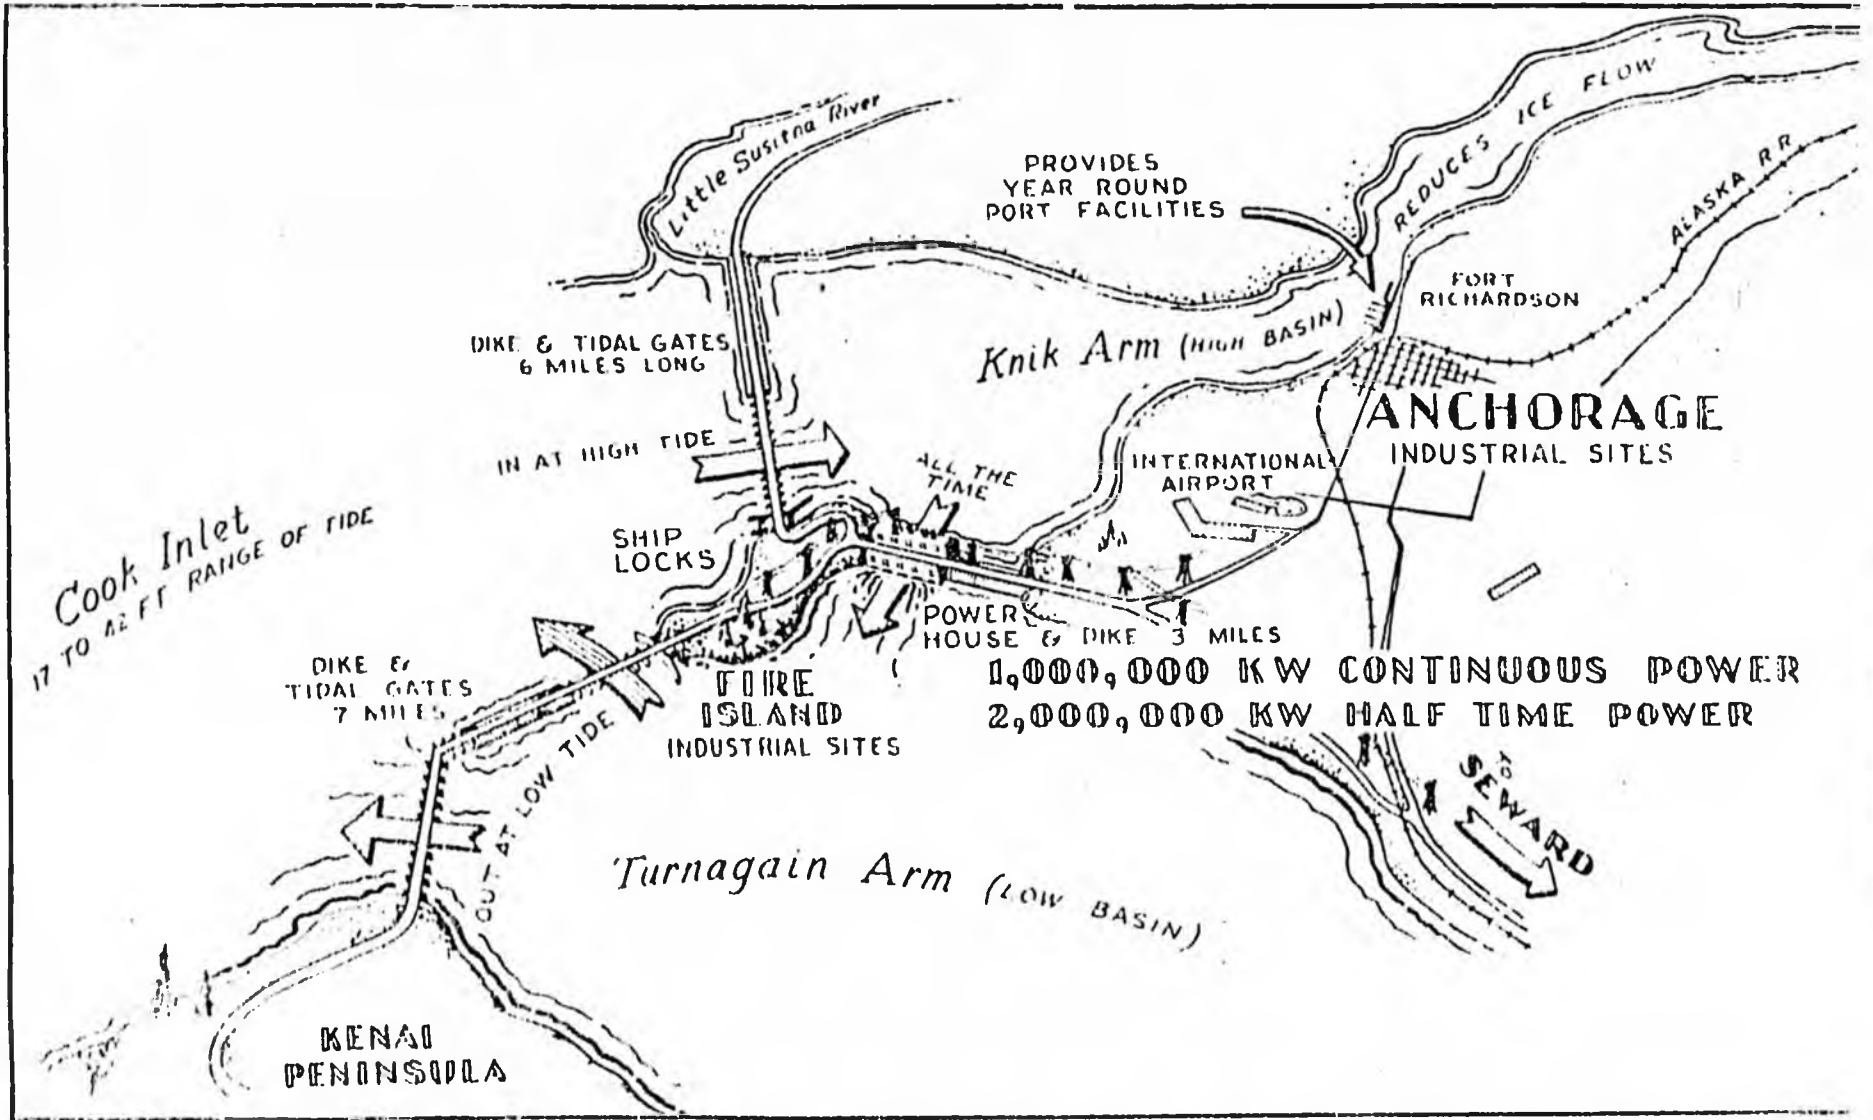 Little Susitna River
PROVIDES
YEAR ROUND
PORT FACILITIES
REDUCES ICE FLOW
ALASKA R R
FORT
RICHARDSON
DIKE & TIDAL GATES
6 MILES LONG
Knik Arm (HIGH BASIN)
ANCHORAGE
INDUSTRIAL SITES
IN AT HIGH TIDE
ALL THE
TIME
INTERNATIONAL
AIRPORT
Cook Inlet
17 TO 42 FT RANGE OF TIDE
SHIP
LOCKS
POWER
HOUSE & DIKE 3 MILES
DIKE &
TIDAL GATES
7 MILES
FIRE
ISLAND
INDUSTRIAL SITES
1,000,000 KW CONTINUOUS POWER
2,000,000 KW HALF TIME POWER
OUT AT LOW TIDE
TO
SEWARD
Turnagain Arm (LOW BASIN)
KENAI
PENINSULA